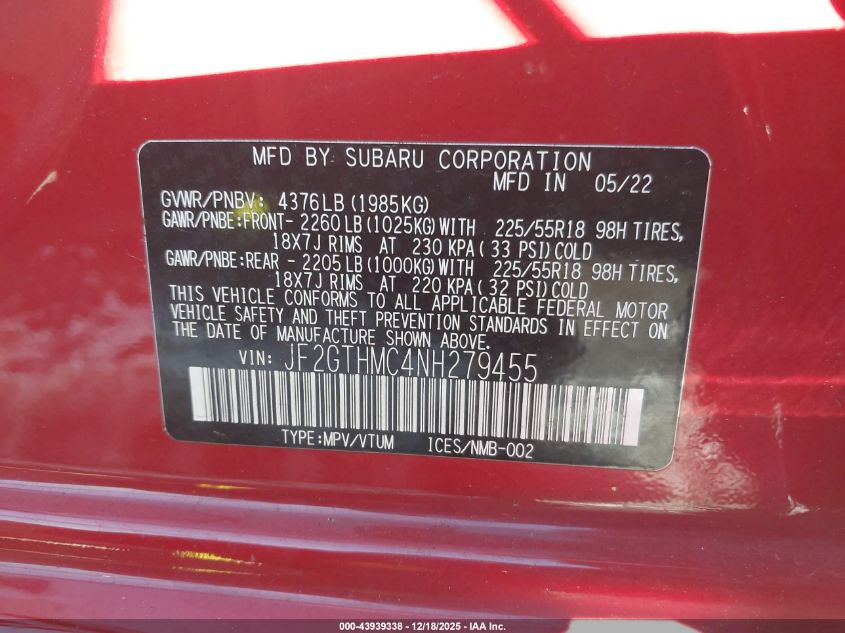 MFD BY SUBARU CORPORATION
MFD IN 05/22
GVWR/PNBV: 4376LB(1985KG)
GAWR/PNBE:FRONT- 2260LB(1025KG)WITH 225/55R18 98H TIRES,
18X7J RIMS AT 230 KPA(33 PSI)COLD
GAWR/PNBE:REAR - 2205LB(1000KG)WITH 225/55R18 98H TIRES,
18X7J RIMS AT 220 KPA(32 PSI)COLD
THIS VEHICLE CONFORMS TO ALL APPLICABLE FEDERAL MOTOR
VEHICLE SAFETY AND THEFT PREVENTION STANDARDS IN EFFECT ON
THE DATE OF MANUFACTURE SHOWN ABOVE.
VIN: JF2GTHMC4NH279455
TYPE:MPV/VTUM ICES/NMB-002
000-43939338 - 12/18/2025 - IAA Inc.